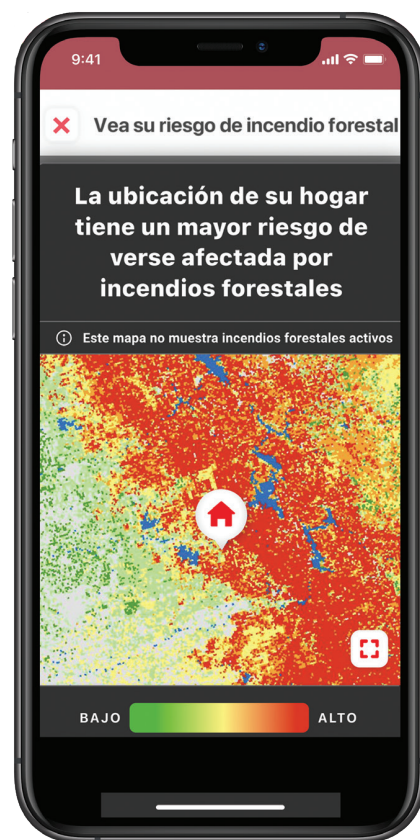 9:41
Vea su riesgo de incendio forestal
La ubicación de su hogar
tiene un mayor riesgo de
verse afectada por
incendios forestales
Este mapa no muestra incendios forestales activos
BAJO ALTO